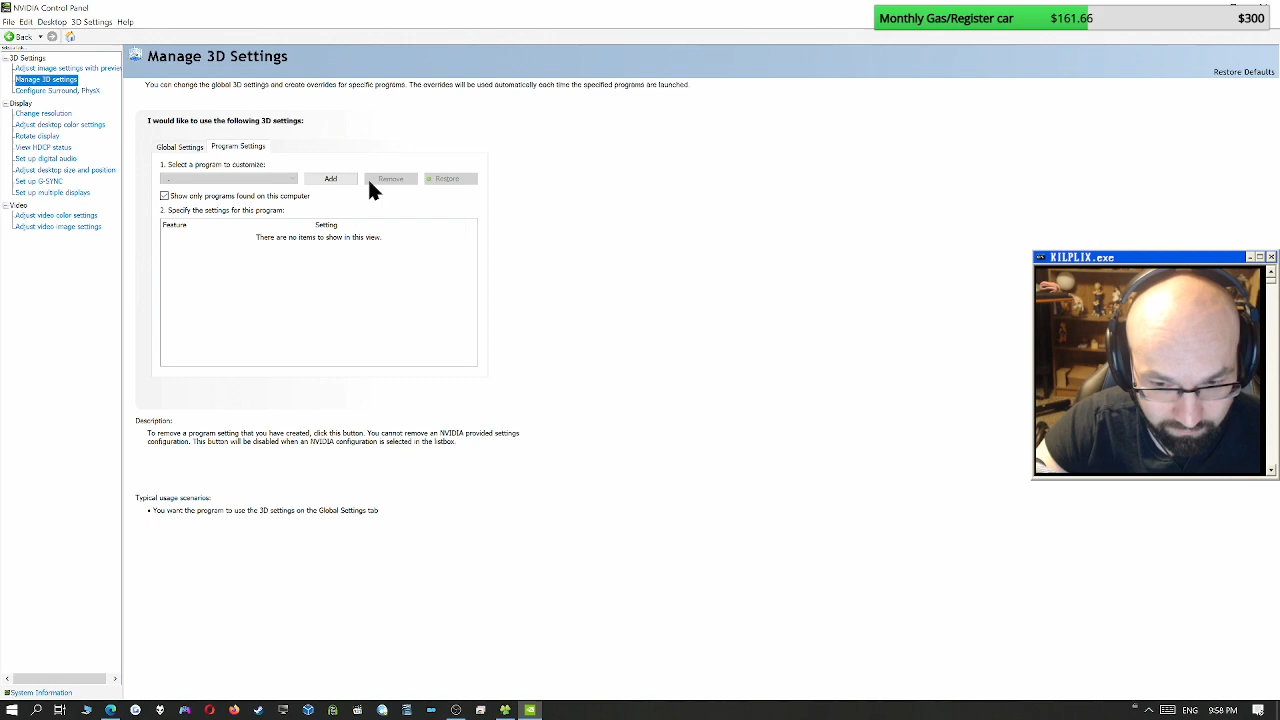 NVIDIA Control Panel
File Edit Desktop 3D Settings Help
Monthly Gas/Register car $161.66 $300
Back
3D Settings
Adjust image settings with previe
Manage 3D settings
Configure Surround, PhysX
Display
Change resolution
Adjust desktop color settings
Rotate display
View HDCP status
Set up digital audio
Adjust desktop size and position
Set up G-SYNC
Set up multiple displays
Video
Adjust video color settings
Adjust video image settings
System Information
Manage 3D Settings
Restore Defaults
You can change the global 3D settings and create overrides for specific programs. The overrides will be used automatically each time the specified programs are launched.
I would like to use the following 3D settings:
Global Settings Program Settings
1. Select a program to customize:
Add Remove Restore
Show only programs found on this computer
2. Specify the settings for this program:
Feature Setting
There are no items to show in this view.
Description:
To remove a program setting that you have created, click this button. You cannot remove an NVIDIA provided settings
configuration. This button will be disabled when an NVIDIA configuration is selected in the listbox.
Typical usage scenarios:
• You want the program to use the 3D settings on the Global Settings tab
KILPLIX.exe
ENG 9:58 PM